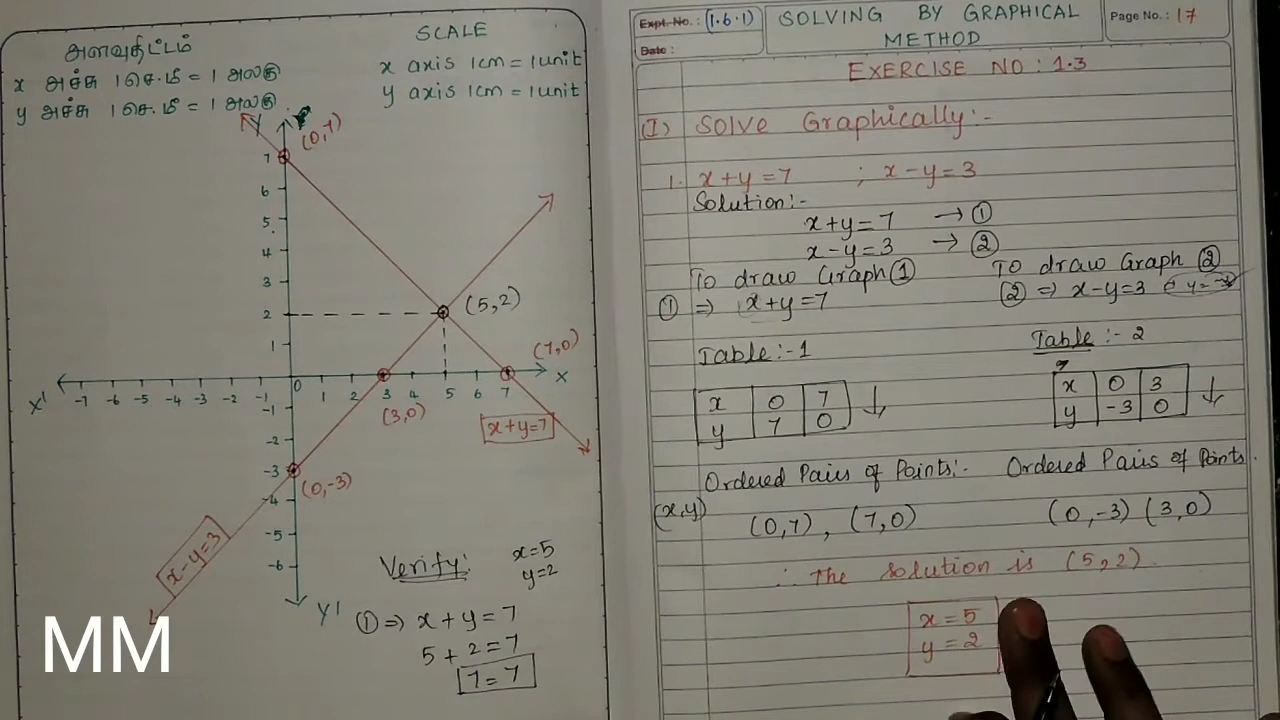 அளவுதிட்டம்
x அச்சு 1செ.மீ = 1 அலகு
y அச்சு 1செ.மீ = 1 அலகு
SCALE
x axis 1cm = 1unit
y axis 1cm = 1unit
Y
(0,7)
7
6
5
4
3
2
1
(5,2)
(7,0)
X' -7 -6 -5 -4 -3 -2 -1 0 1 2 3 4 5 6 7 X
(3,0)
x+y=7
-1
-2
-3
(0,-3)
-4
-5
-6
x-y=3
Y'
Verify:
x=5
y=2
① ⇒ x+y=7
5+2=7
7=7
MM
Expt. No. : (1.6.1)
Date :
SOLVING BY GRAPHICAL
METHOD
Page No. : 17
EXERCISE NO : 1.3
(I) Solve Graphically:-
1. x+y=7 ; x-y=3
Solution:-
x+y=7 → ①
x-y=3 → ②
To draw Graph ① TO draw Graph ②
① ⇒ x+y=7 ② ⇒ x-y=3
Table:-1 Table:-2
x 0 7
y 7 0
x 0 3
y -3 0
Ordered Pairs of Points:- Ordered Pairs of Points.
(x,y) (0,7) , (7,0) (0,-3) (3,0)
∴ The Solution is (5,2).
x=5
y=2